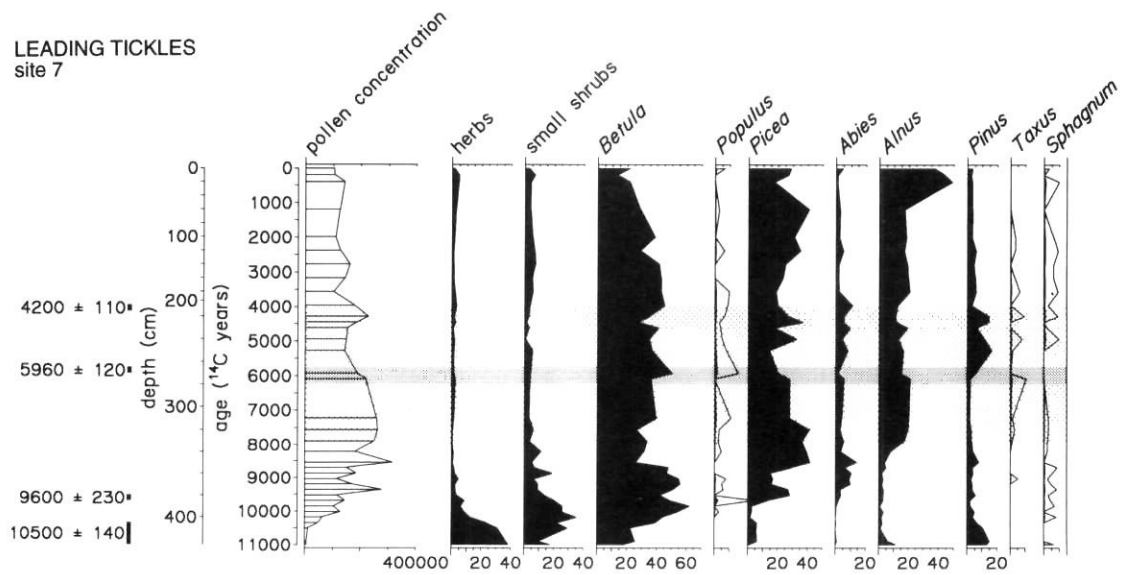 LEADING TICKLES
site 7
pollen concentration
herbs
small shrubs
Betula
Populus
Picea
Abies
Alnus
Pinus
Taxus
Sphagnum
depth (cm)
0
100
200
300
400
age (14C years)
0
1000
2000
3000
4000
5000
6000
7000
8000
9000
10000
11000
4200 ± 110
5960 ± 120
9600 ± 230
10500 ± 140
400000
20 40
20 40
20 40 60
20 40
20 40
20